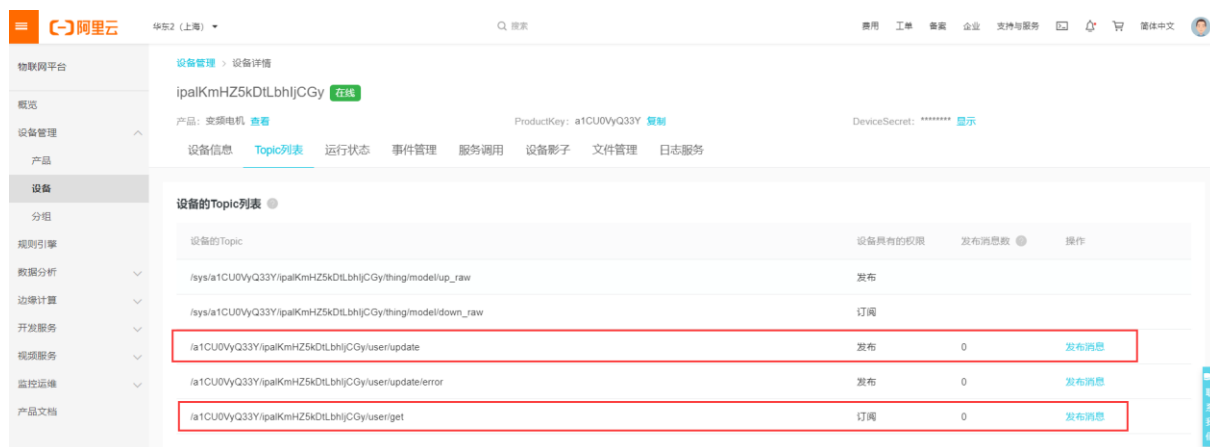 阿里云 华东2（上海） 搜索 费用 工单 备案 企业 支持与服务 简体中文
物联网平台
概览
设备管理
产品
设备
分组
规则引擎
数据分析
边缘计算
开发服务
视频服务
监控运维
产品文档
设备管理 > 设备详情
ipalKmHZ5kDtLbhIjCGy 在线
产品：变频电机 查看 ProductKey：a1CU0VyQ33Y 复制 DeviceSecret：******** 显示
设备信息 Topic列表 运行状态 事件管理 服务调用 设备影子 文件管理 日志服务
设备的Topic列表
设备的Topic 设备具有的权限 发布消息数 操作
/sys/a1CU0VyQ33Y/ipalKmHZ5kDtLbhIjCGy/thing/model/up_raw 发布
/sys/a1CU0VyQ33Y/ipalKmHZ5kDtLbhIjCGy/thing/model/down_raw 订阅
/a1CU0VyQ33Y/ipalKmHZ5kDtLbhIjCGy/user/update 发布 0 发布消息
/a1CU0VyQ33Y/ipalKmHZ5kDtLbhIjCGy/user/update/error 发布 0 发布消息
/a1CU0VyQ33Y/ipalKmHZ5kDtLbhIjCGy/user/get 订阅 0 发布消息